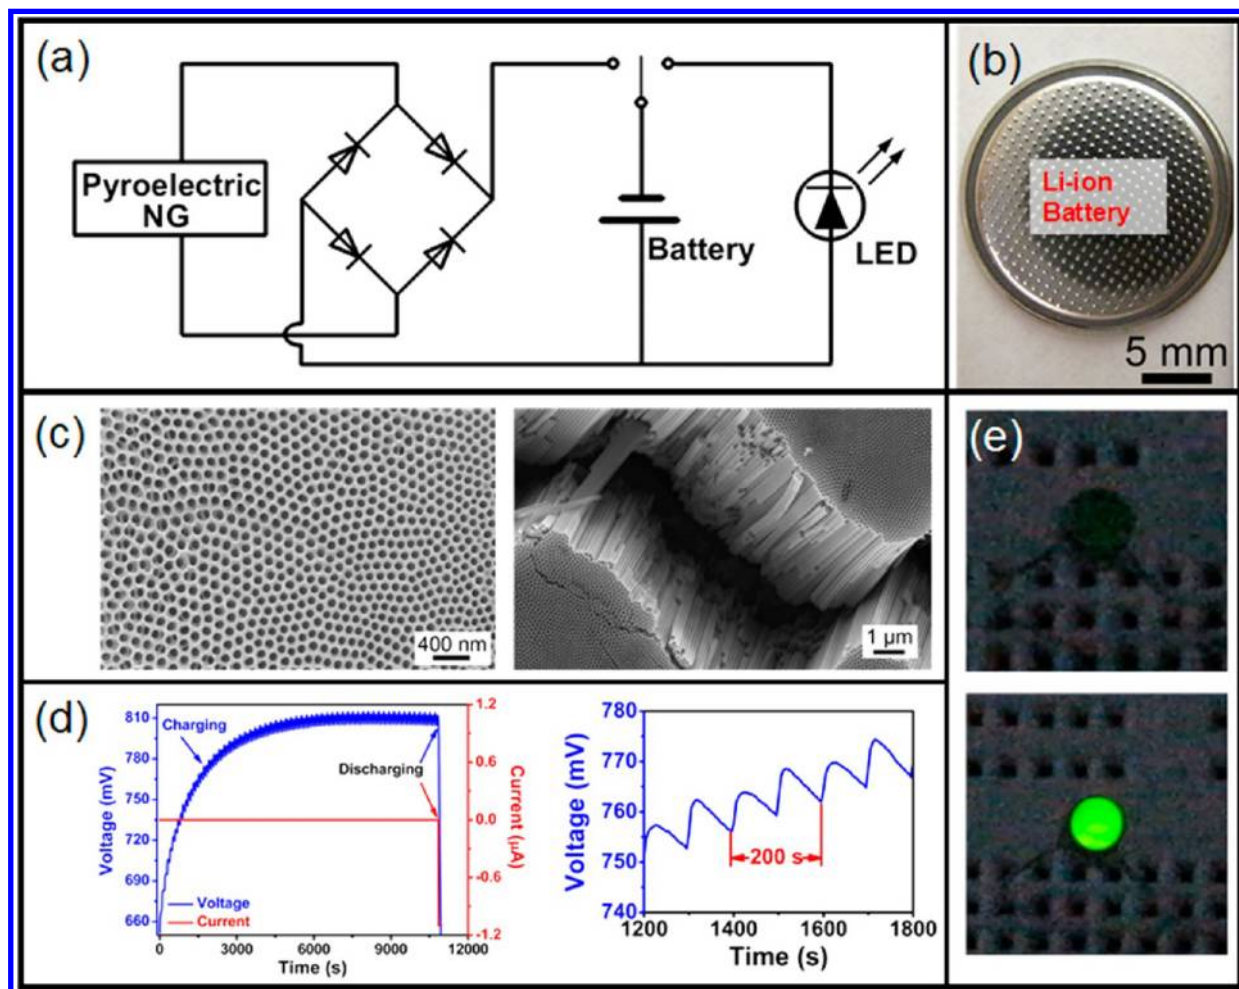 (a)
Pyroelectric
NG
Battery
LED
(b)
Li-ion
Battery
5 mm
(c)
400 nm
1 μm
(d)
810
780
750
720
690
660
Voltage (mV)
Charging
Discharging
Voltage
Current
1.2
0.6
0.0
-0.6
-1.2
Current (μA)
0 3000 6000 9000 12000
Time (s)
780
770
760
750
740
Voltage (mV)
200 s
1200 1400 1600 1800
Time (s)
(e)